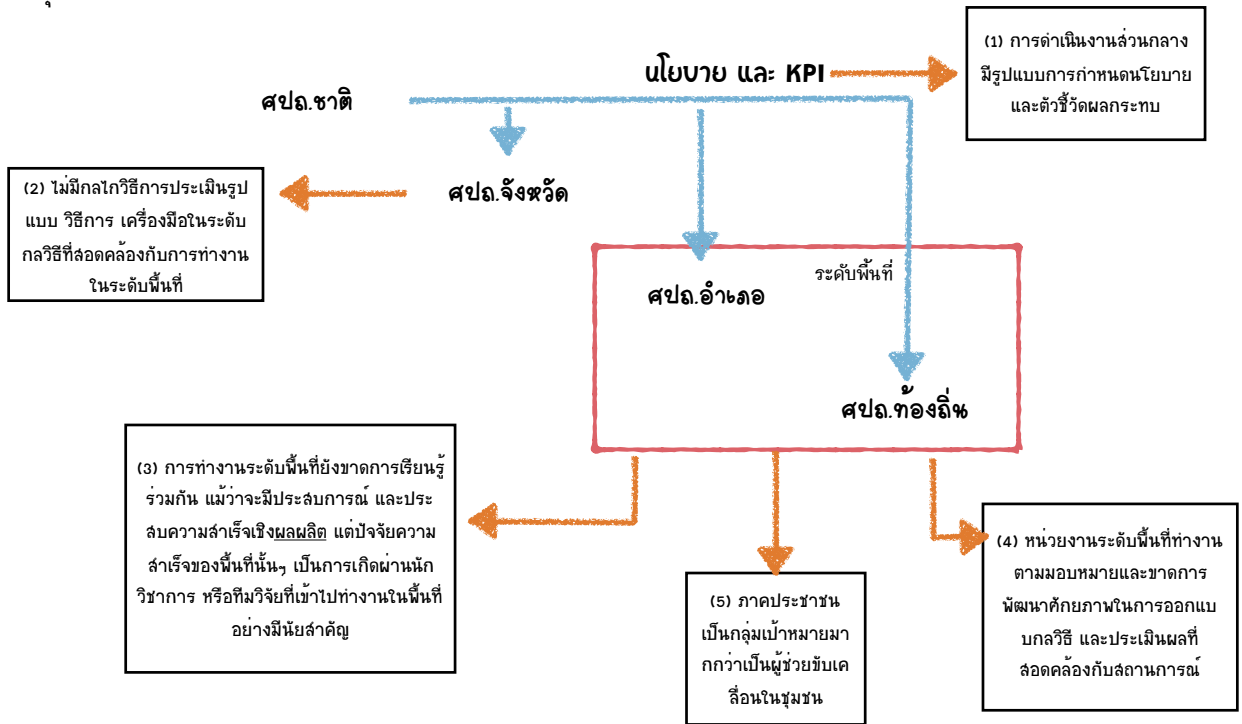 นโยบาย และ KPI
(1) การดำเนินงานส่วนกลาง
มีรูปแบบการกำหนดนโยบาย
และตัวชี้วัดผลกระทบ
ศปถ.ชาติ
(2) ไม่มีกลไกวิธีการประเมินรูป
แบบ วิธีการ เครื่องมือในระดับ
กลวิธีที่สอดคล้องกับการทำงาน
ในระดับพื้นที่
ศปถ.จังหวัด
ระดับพื้นที่
ศปถ.อำเภอ
ศปถ.ท้องถิ่น
(3) การทำงานระดับพื้นที่ยังขาดการเรียนรู้
ร่วมกัน แม้ว่าจะมีประสบการณ์ และประ
สบความสำเร็จเชิงผลผลิต แต่ปัจจัยความ
สำเร็จของพื้นที่นั้นๆ เป็นการเกิดผ่านนัก
วิชาการ หรือทีมวิจัยที่เข้าไปทำงานในพื้นที่
อย่างมีนัยสำคัญ
(4) หน่วยงานระดับพื้นที่ทำงาน
ตามมอบหมายและขาดการ
พัฒนาศักยภาพในการออกแบ
บกลวิธี และประเมินผลที่
สอดคล้องกับสถานการณ์
(5) ภาคประชาชน
เป็นกลุ่มเป้าหมายมา
กกว่าเป็นผู้ช่วยขับเค
ลื่อนในชุมชน